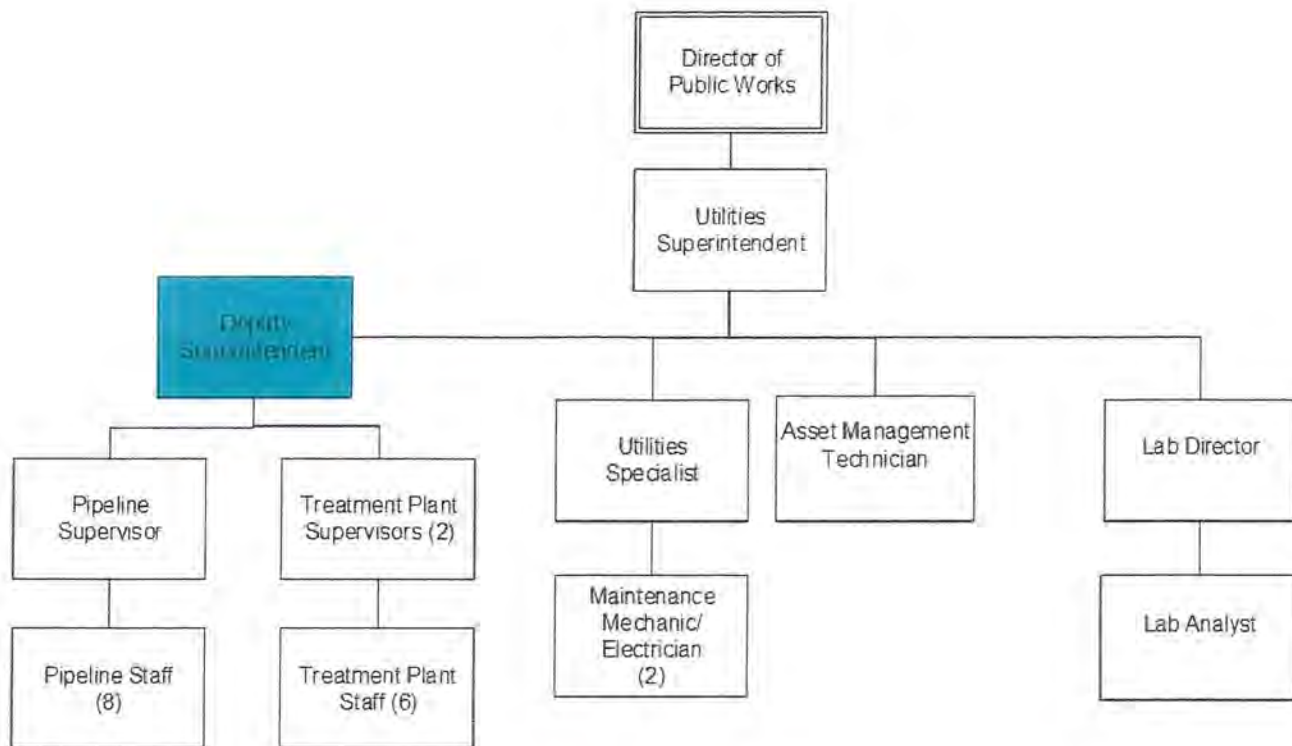 Director of
Public Works
Utilities
Superintendent
Deputy
Superintendent
Utilities
Specialist
Asset Management
Technician
Lab Director
Pipeline
Supervisor
Treatment Plant
Supervisors (2)
Maintenance
Mechanic/
Electrician
(2)
Lab Analyst
Pipeline Staff
(8)
Treatment Plant
Staff (6)